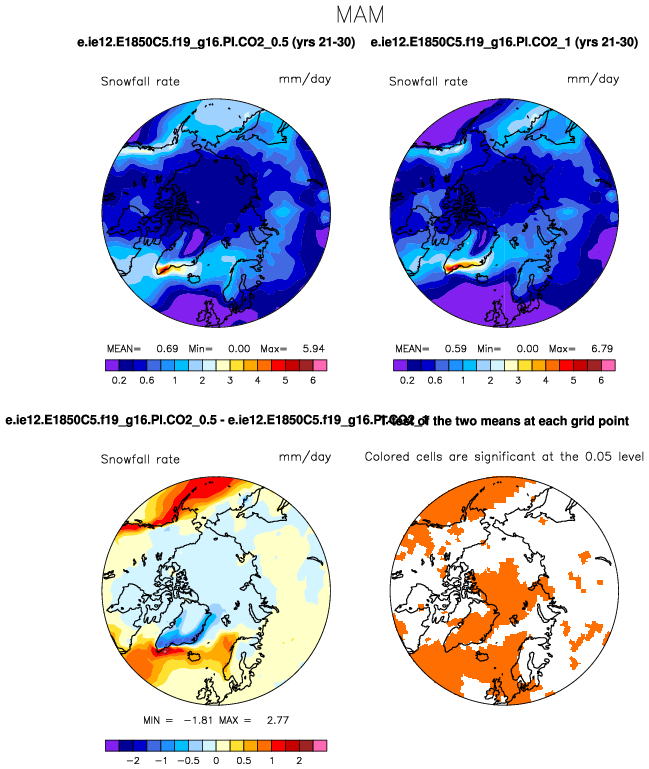 MAM
e.ie12.E1850C5.f19_g16.PI.CO2_0.5 (yrs 21-30)
e.ie12.E1850C5.f19_g16.PI.CO2_1 (yrs 21-30)
Snowfall rate mm/day
Snowfall rate mm/day
MEAN= 0.69 Min= 0.00 Max= 5.94
MEAN= 0.59 Min= 0.00 Max= 6.79
0.2 0.6 1 2 3 4 5 6
0.2 0.6 1 2 3 4 5 6
e.ie12.E1850C5.f19_g16.PI.CO2_0.5 - e.ie12.E1850C5.f19_g16.PI.CO2_1
T-Test of the two means at each grid point
Snowfall rate mm/day
Colored cells are significant at the 0.05 level
MIN = -1.81 MAX = 2.77
-2 -1 -0.5 0 0.5 1 2